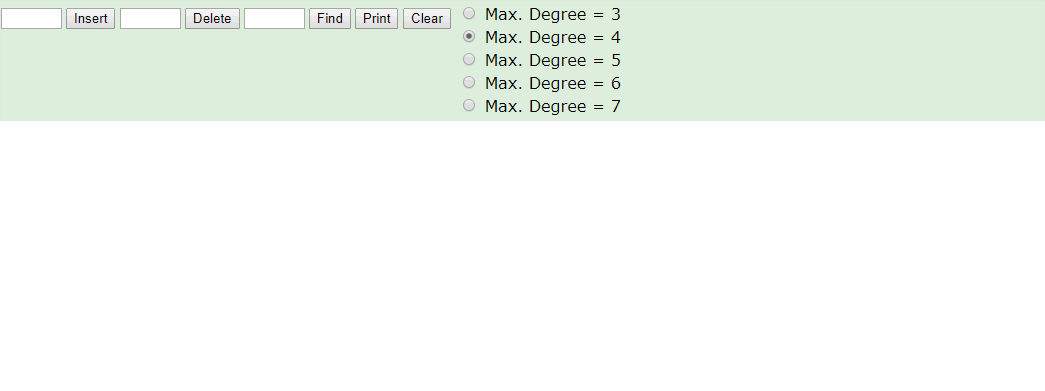 Insert Delete Find Print Clear
Max. Degree = 3
Max. Degree = 4
Max. Degree = 5
Max. Degree = 6
Max. Degree = 7